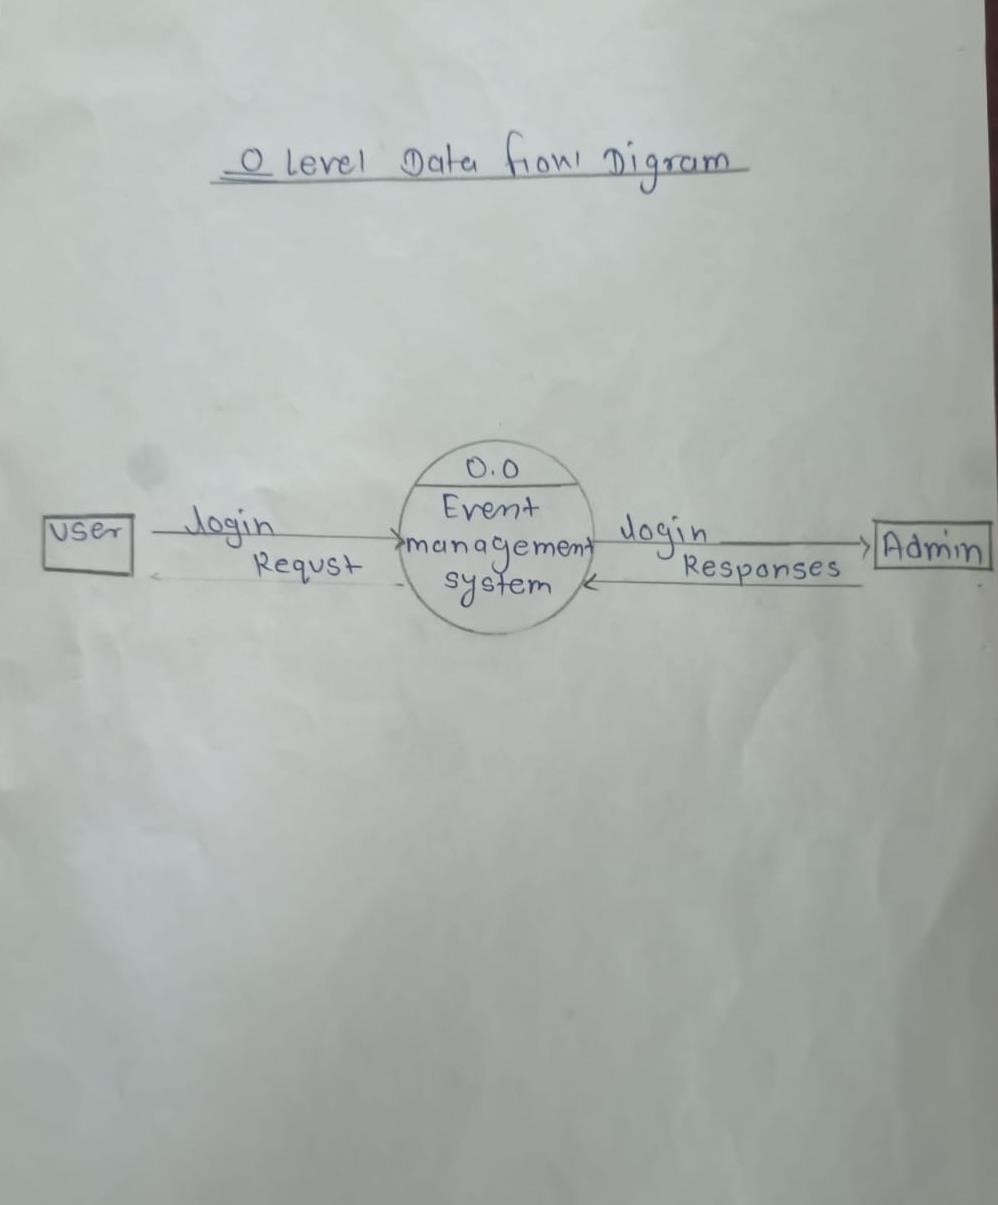 0 Level Data flow Digram
0.0
User
login
Event
login
Admin
management
Requst
Responses
system